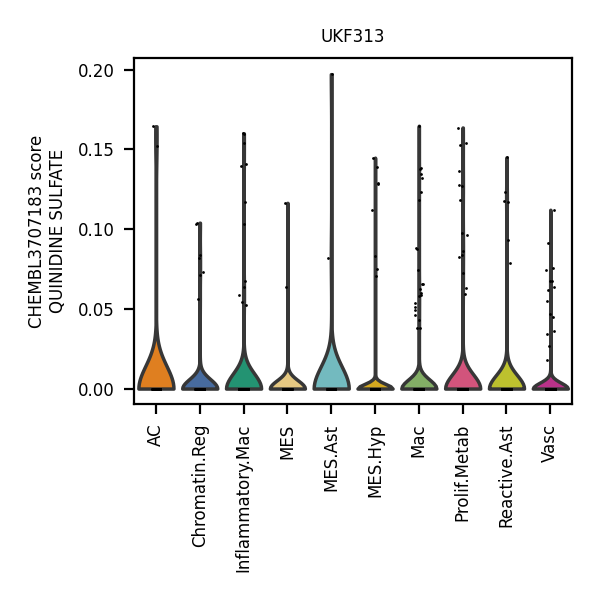 UKF313
CHEMBL3707183 score
QUINIDINE SULFATE
0.20
0.15
0.10
0.05
0.00
AC
Chromatin.Reg
Inflammatory.Mac
MES
MES.Ast
MES.Hyp
Mac
Prolif.Metab
Reactive.Ast
Vasc